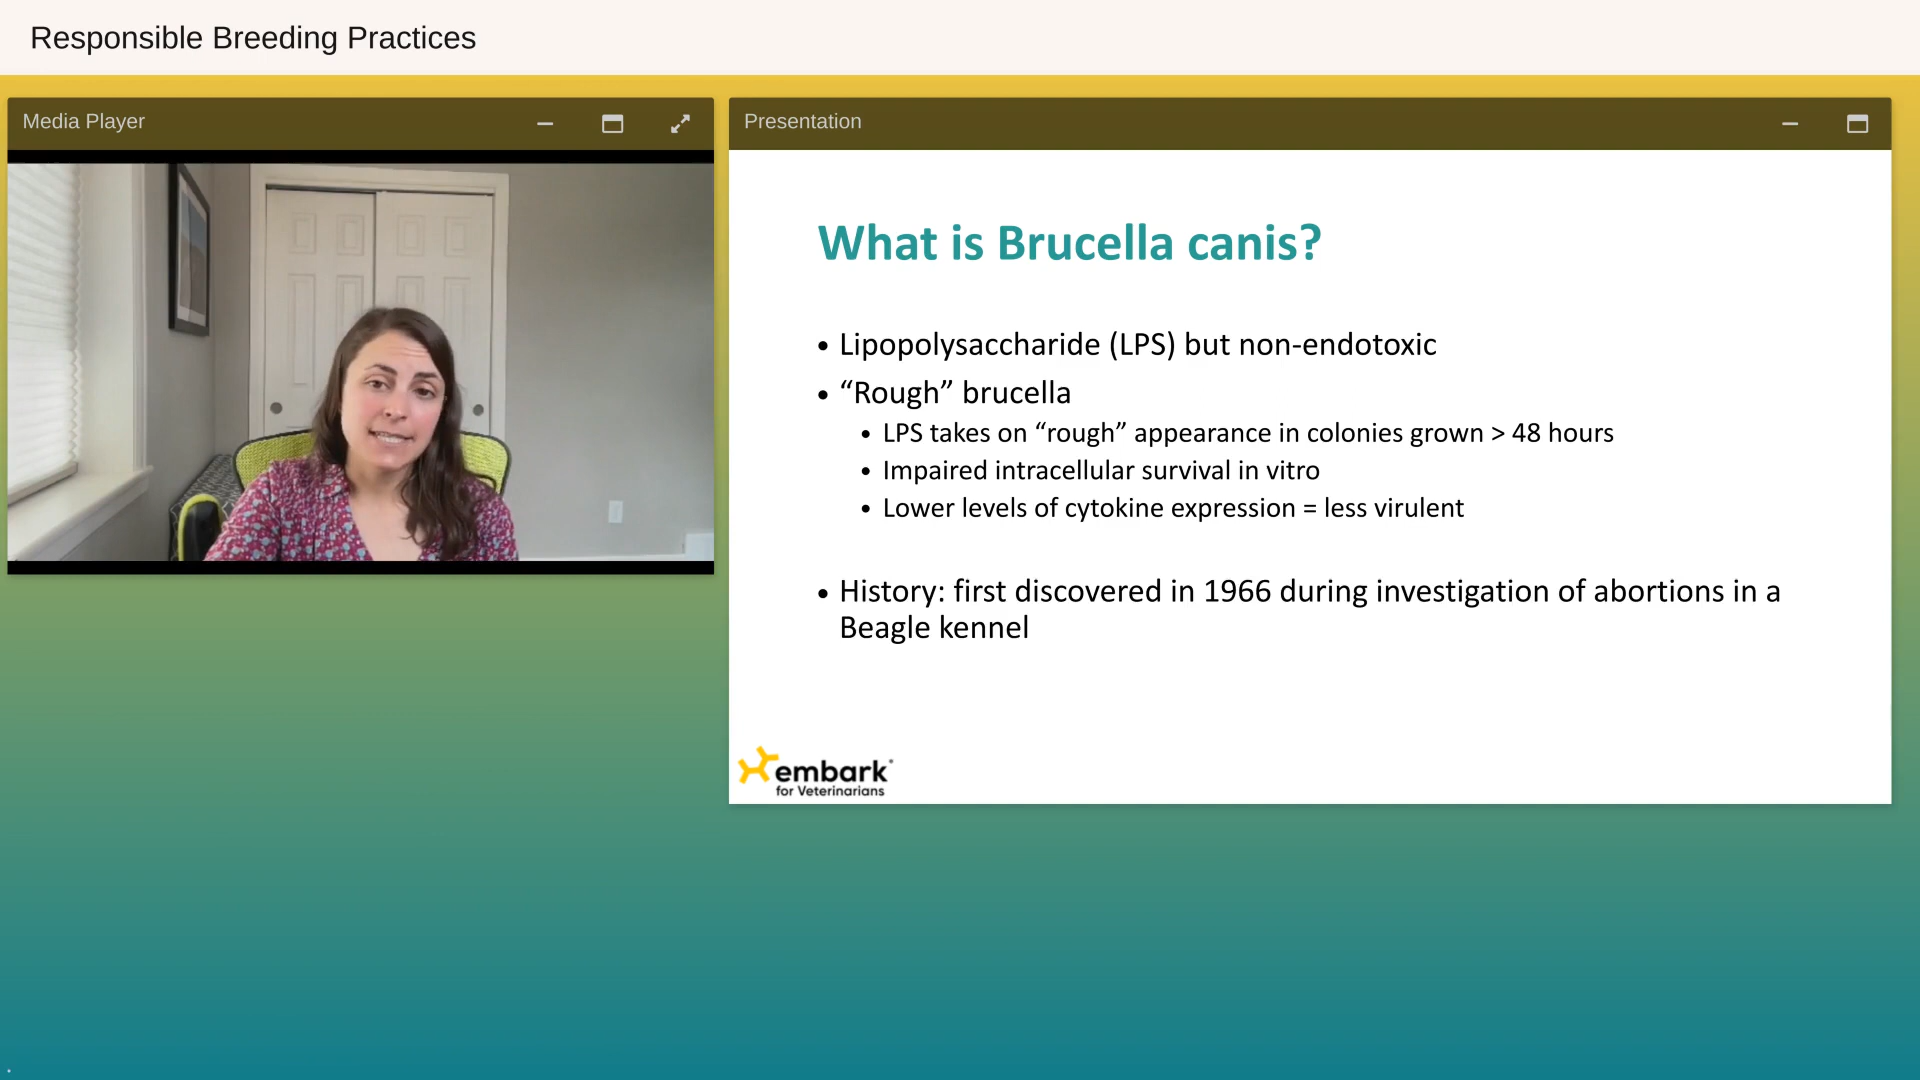 Responsible Breeding Practices
Media Player
Presentation
What is Brucella canis?
• Lipopolysaccharide (LPS) but non-endotoxic
• “Rough” brucella
• LPS takes on “rough” appearance in colonies grown > 48 hours
• Impaired intracellular survival in vitro
• Lower levels of cytokine expression = less virulent
• History: first discovered in 1966 during investigation of abortions in a
Beagle kennel
embark
for Veterinarians